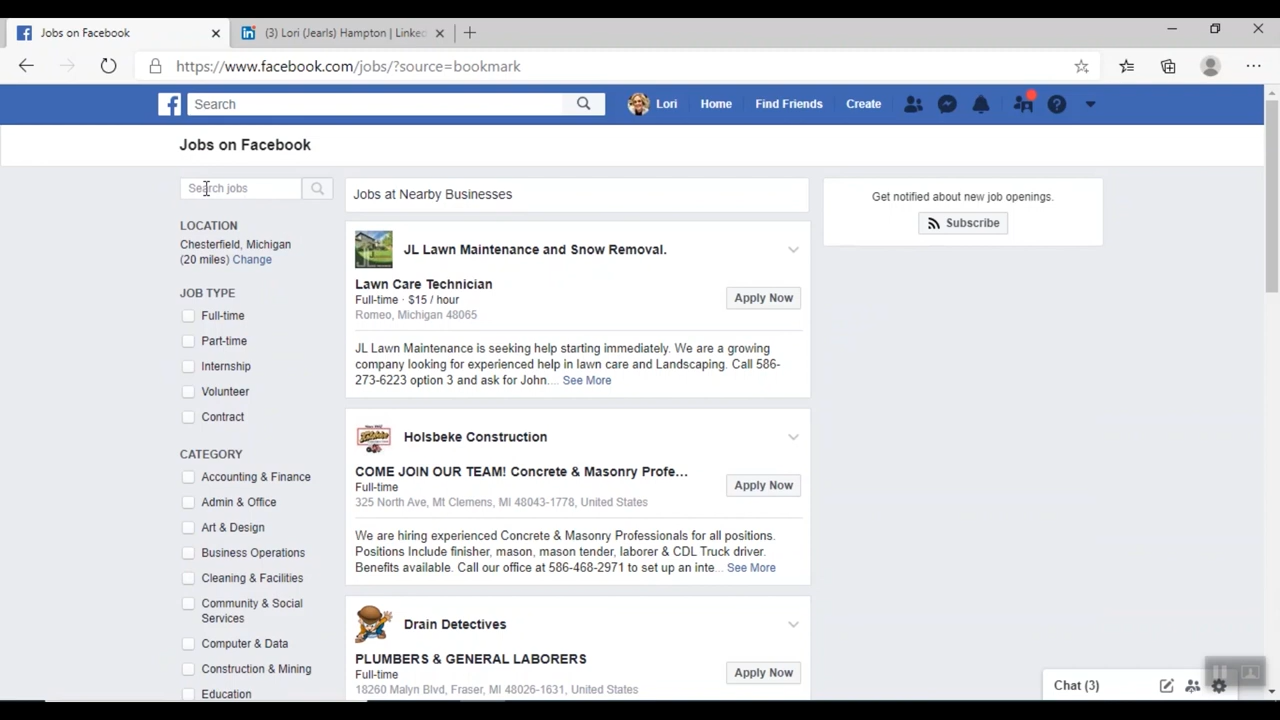 Jobs on Facebook
(3) Lori (Jearls) Hampton | Linke
https://www.facebook.com/jobs/?source=bookmark
Search
Lori
Home
Find Friends
Create
Jobs on Facebook
Search jobs
LOCATION
Chesterfield, Michigan
(20 miles) Change
JOB TYPE
Full-time
Part-time
Internship
Volunteer
Contract
CATEGORY
Accounting & Finance
Admin & Office
Art & Design
Business Operations
Cleaning & Facilities
Community & Social
Services
Computer & Data
Construction & Mining
Education
Jobs at Nearby Businesses
JL Lawn Maintenance and Snow Removal.
Lawn Care Technician
Full-time · $15 / hour
Romeo, Michigan 48065
Apply Now
JL Lawn Maintenance is seeking help starting immediately. We are a growing
company looking for experienced help in lawn care and Landscaping. Call 586-
273-6223 option 3 and ask for John.... See More
Holsbeke Construction
COME JOIN OUR TEAM! Concrete & Masonry Profe...
Full-time
325 North Ave, Mt Clemens, MI 48043-1778, United States
Apply Now
We are hiring experienced Concrete & Masonry Professionals for all positions.
Positions Include finisher, mason, mason tender, laborer & CDL Truck driver.
Benefits available. Call our office at 586-468-2971 to set up an inte... See More
Drain Detectives
PLUMBERS & GENERAL LABORERS
Full-time
18260 Malyn Blvd, Fraser, MI 48026-1631, United States
Apply Now
Get notified about new job openings.
Subscribe
Chat (3)